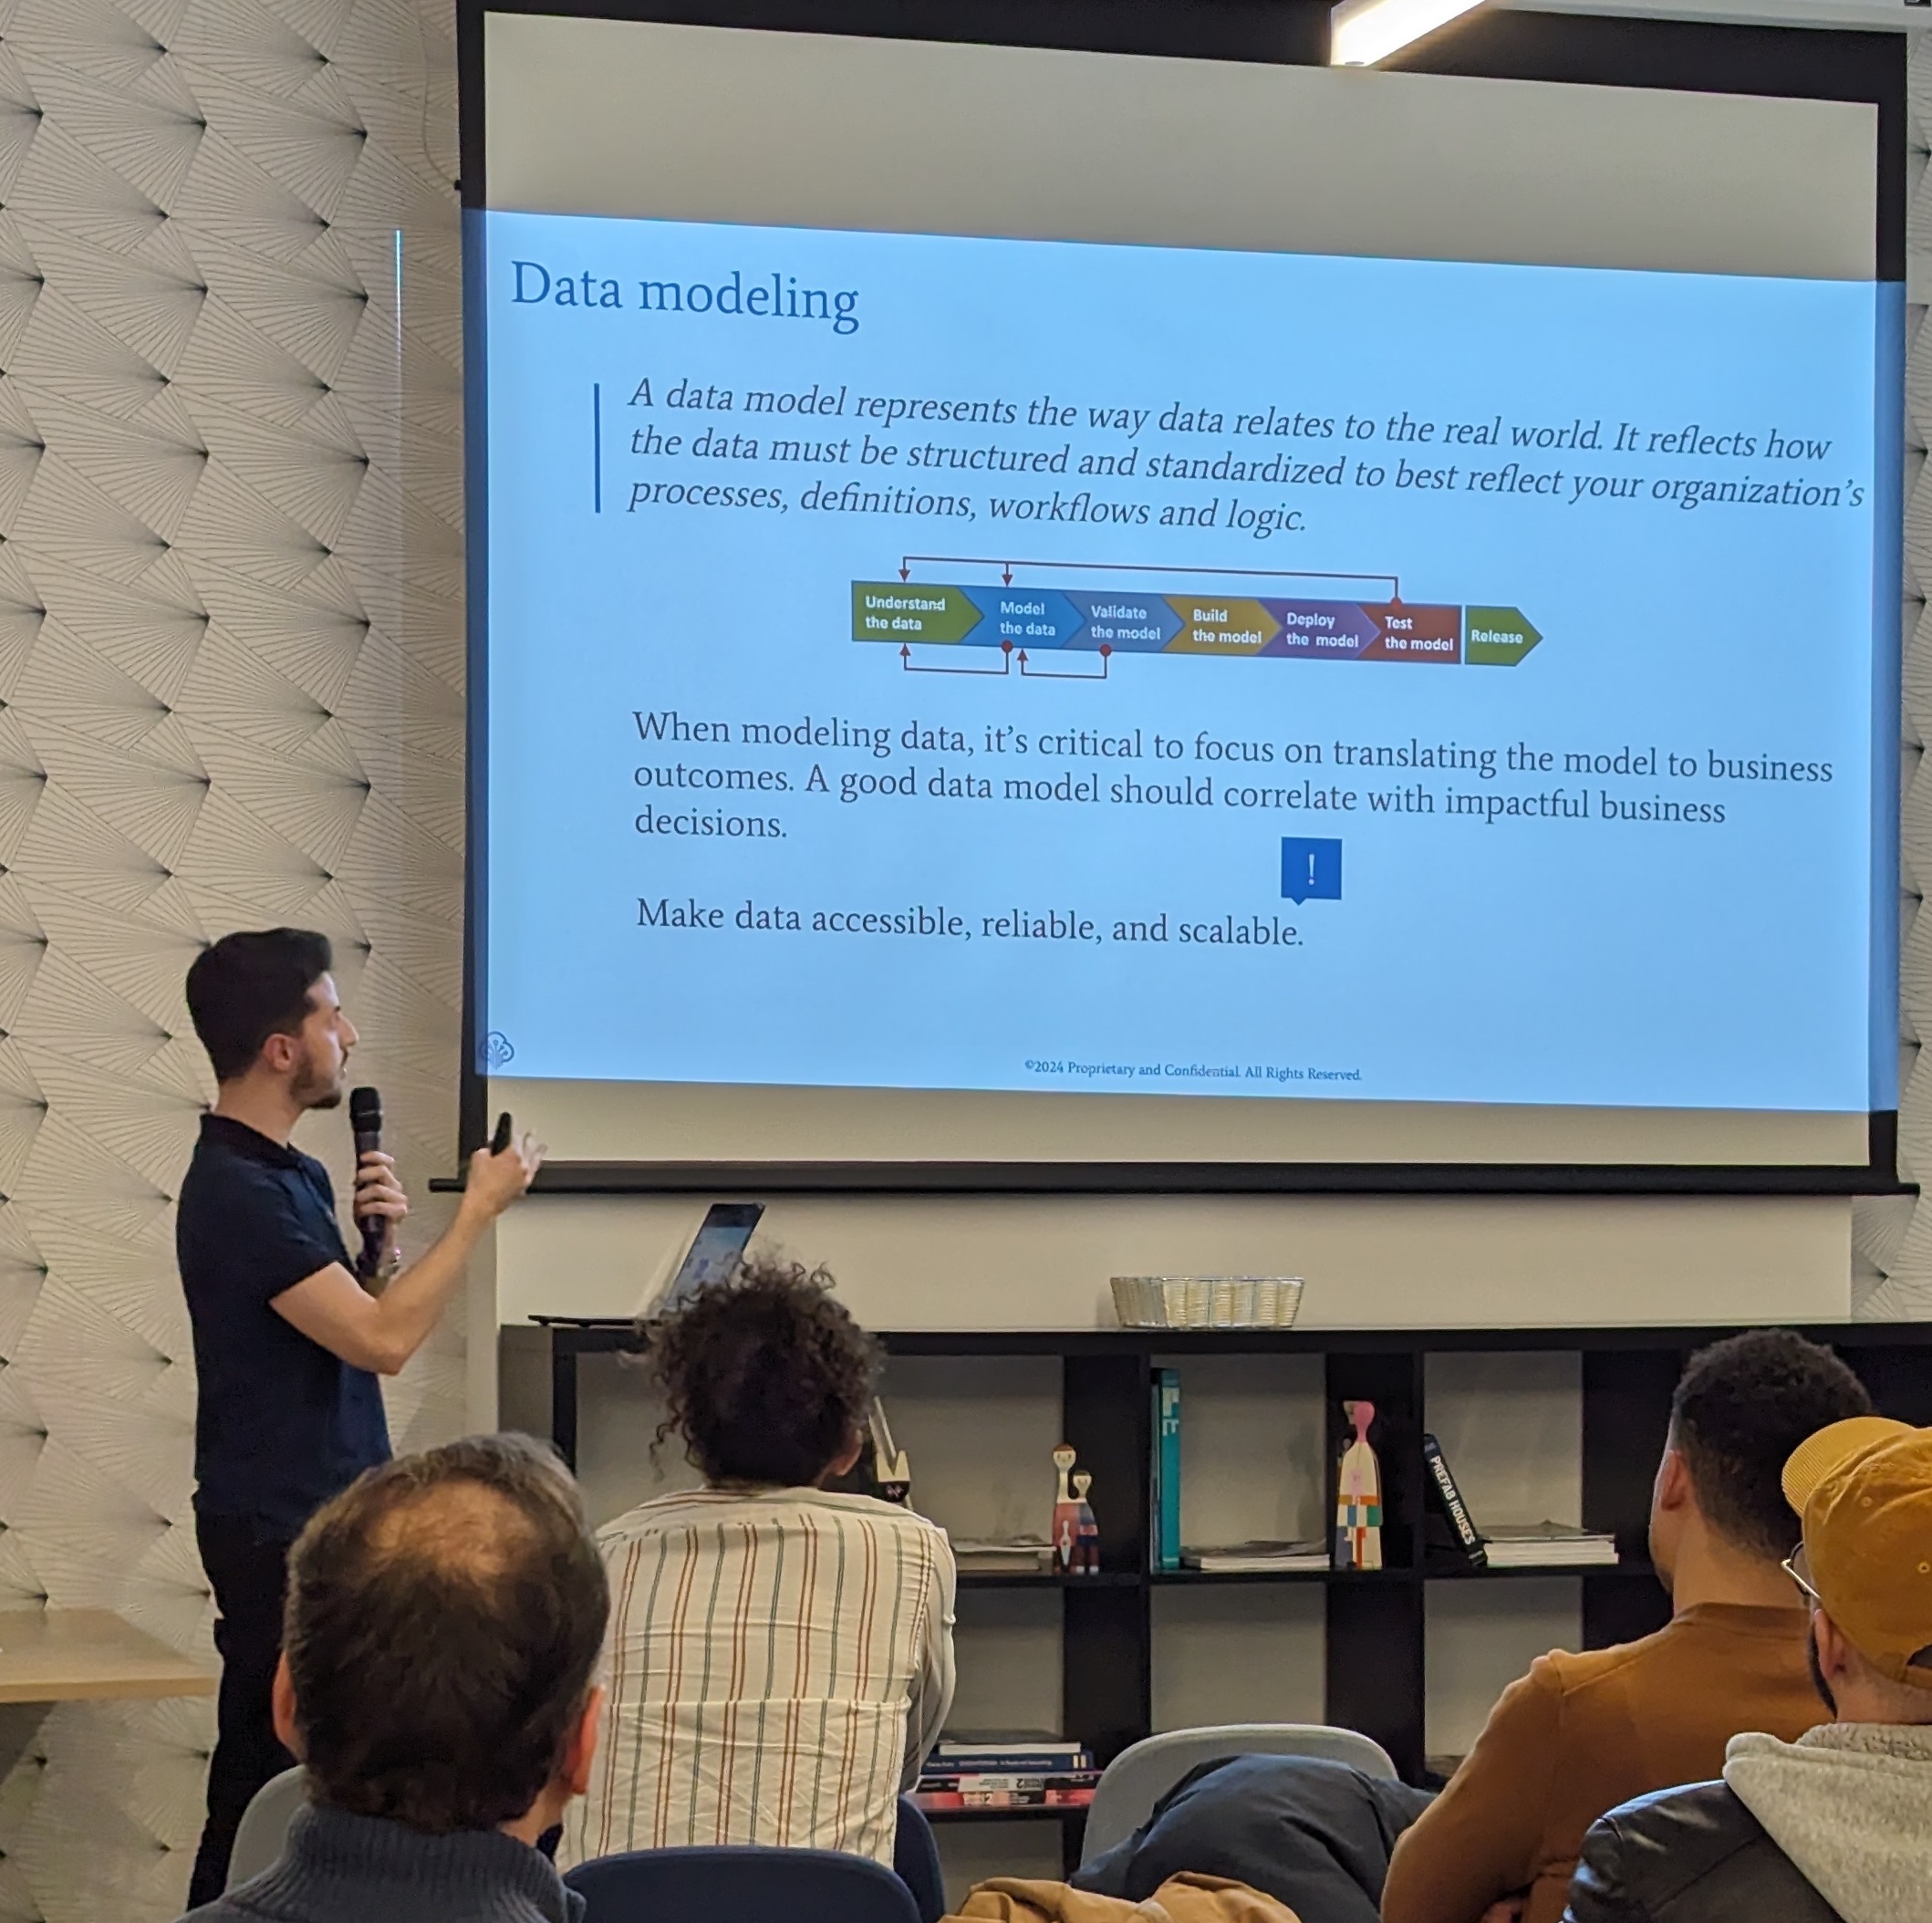 Data modeling
A data model represents the way data relates to the real world. It reflects how
the data must be structured and standardized to best reflect your organization's
processes, definitions, workflows and logic.
Understand
the data
Model
the data
Validate
the model
Build
the model
Deploy
the model
Test
the model
Release
When modeling data, it's critical to focus on translating the model to business
outcomes. A good data model should correlate with impactful business
decisions.
!
Make data accessible, reliable, and scalable.
©2024 Proprietary and Confidential. All Rights Reserved.
PREFAB HOUSES